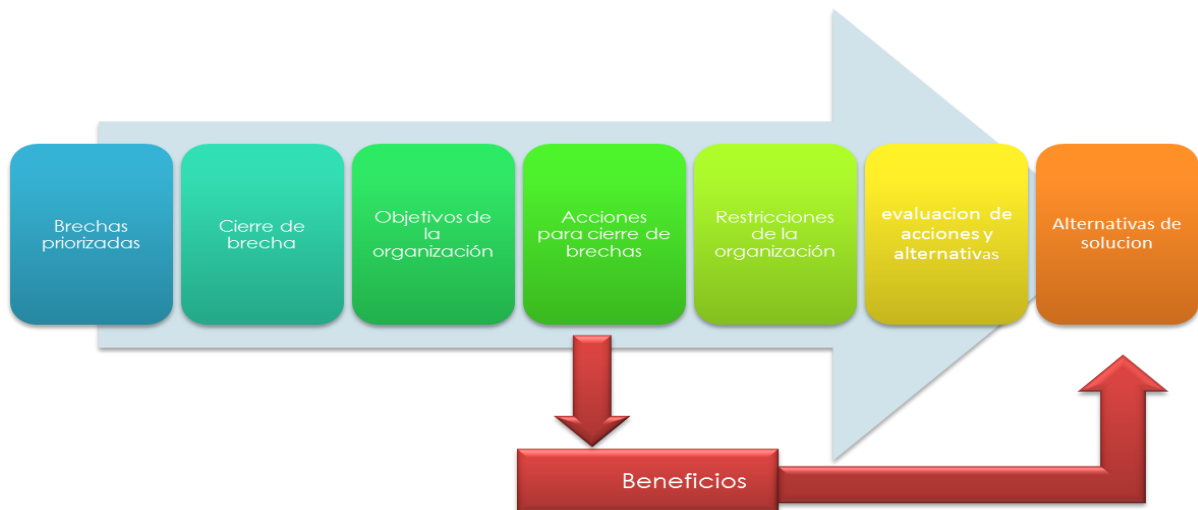 Brechas
priorizadas
Cierre de
brecha
Objetivos de
la
organización
Acciones
para cierre de
brechas
Restricciones
de la
organización
evaluacion de
acciones y
alternativas
Alternativas de
solucion
Beneficios